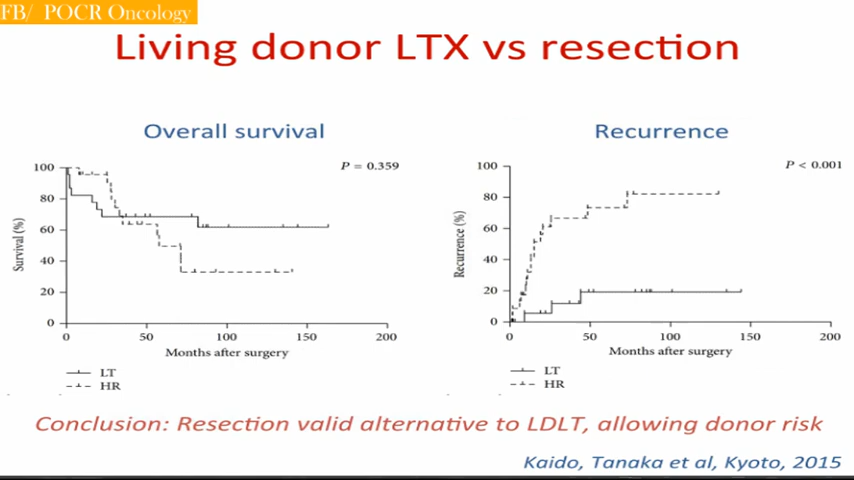 FB/ POCR Oncology
Living donor LTX vs resection
Overall survival
Recurrence
P = 0.359
100
80
60
40
20
0
Survival (%)
0
50
100
150
200
Months after surgery
LT
HR
P < 0.001
100
80
60
40
20
0
Recurrence (%)
0
50
100
150
200
Months after surgery
LT
HR
Conclusion: Resection valid alternative to LDLT, allowing donor risk
Kaido, Tanaka et al, Kyoto, 2015